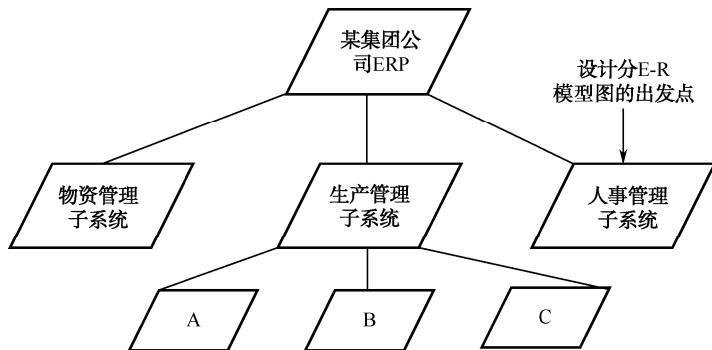 某集团公
司ERP
设计分E-R
模型图的出发点
物资管理
子系统
生产管理
子系统
人事管理
子系统
A
B
C